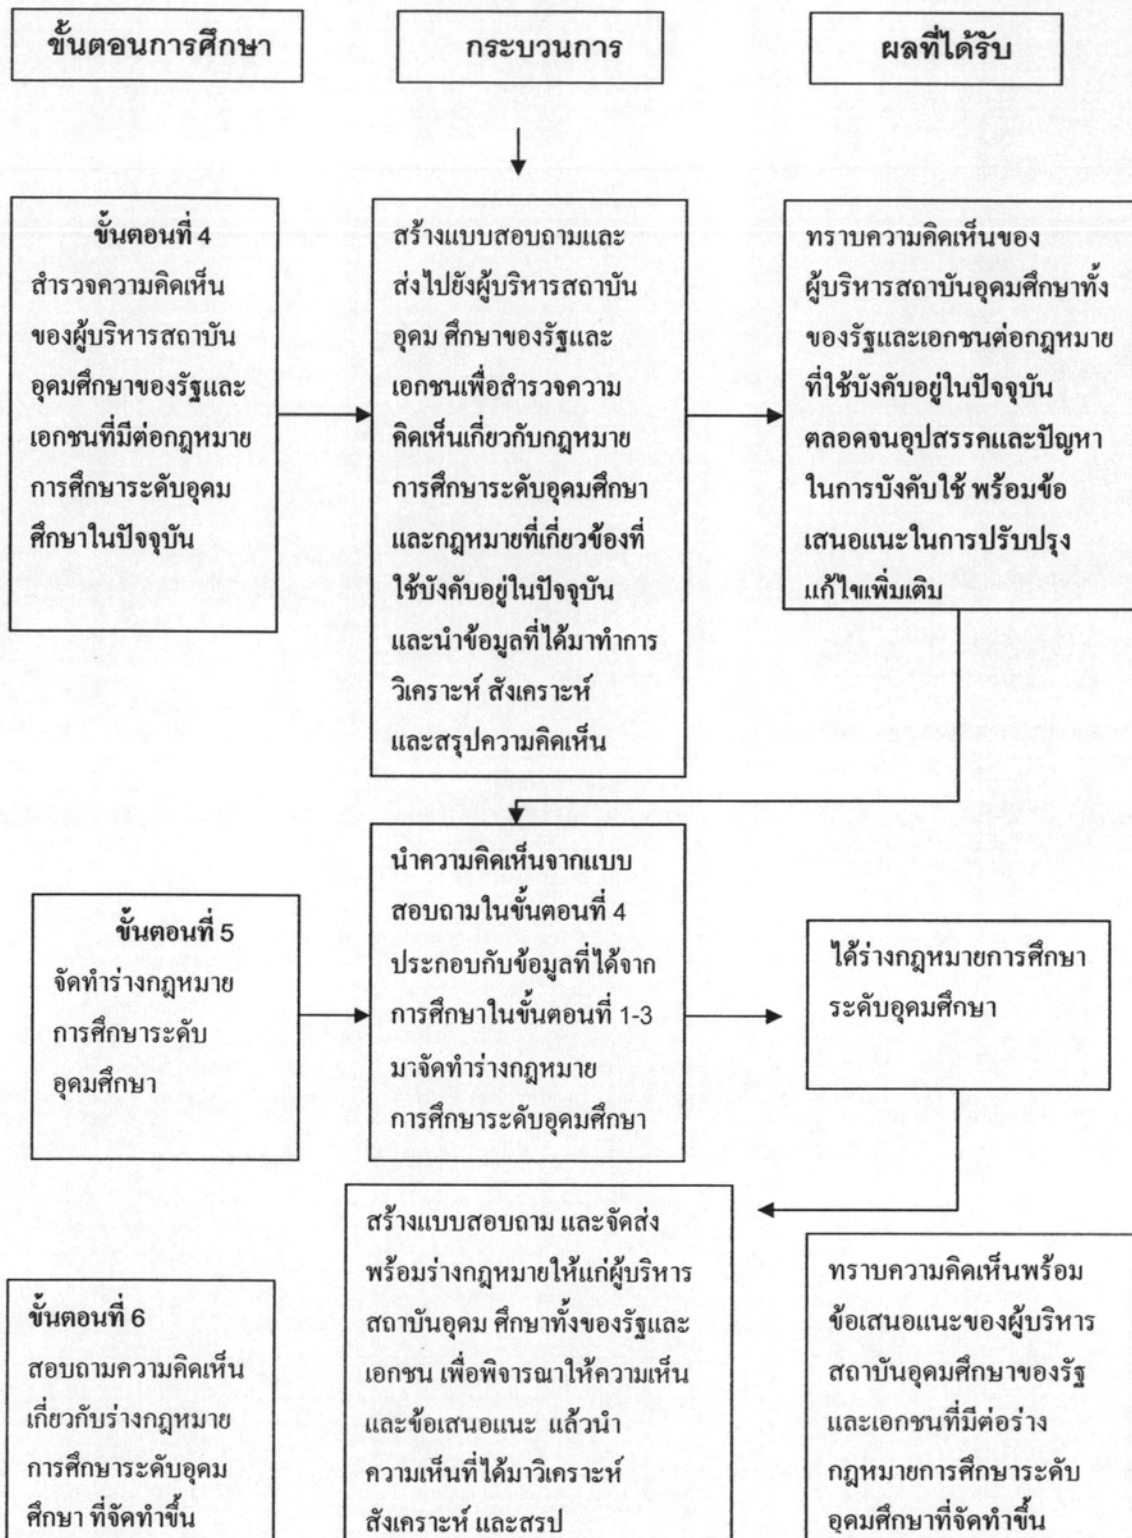 ขั้นตอนการศึกษา
กระบวนการ
ผลที่ได้รับ
ขั้นตอนที่ 4
สำรวจความคิดเห็น
ของผู้บริหารสถาบัน
อุดมศึกษาของรัฐและ
เอกชนที่มีต่อกฎหมาย
การศึกษาระดับอุดม
ศึกษาในปัจจุบัน
สร้างแบบสอบถามและ
ส่งไปยังผู้บริหารสถาบัน
อุดม ศึกษาของรัฐและ
เอกชนเพื่อสำรวจความ
คิดเห็นเกี่ยวกับกฎหมาย
การศึกษาระดับอุดมศึกษา
และกฎหมายที่เกี่ยวข้องที่
ใช้บังคับอยู่ในปัจจุบัน
และนำข้อมูลที่ได้มาทำการ
วิเคราะห์ สังเคราะห์
และสรุปความคิดเห็น
ทราบความคิดเห็นของ
ผู้บริหารสถาบันอุดมศึกษาทั้ง
ของรัฐและเอกชนต่อกฎหมาย
ที่ใช้บังคับอยู่ในปัจจุบัน
ตลอดจนอุปสรรคและปัญหา
ในการบังคับใช้ พร้อมข้อ
เสนอแนะในการปรับปรุง
แก้ไขเพิ่มเติม
ขั้นตอนที่ 5
จัดทำร่างกฎหมาย
การศึกษาระดับ
อุดมศึกษา
นำความคิดเห็นจากแบบ
สอบถามในขั้นตอนที่ 4
ประกอบกับข้อมูลที่ได้จาก
การศึกษาในขั้นตอนที่ 1-3
มาจัดทำร่างกฎหมาย
การศึกษาระดับอุดมศึกษา
ได้ร่างกฎหมายการศึกษา
ระดับอุดมศึกษา
ขั้นตอนที่ 6
สอบถามความคิดเห็น
เกี่ยวกับร่างกฎหมาย
การศึกษาระดับอุดม
ศึกษา ที่จัดทำขึ้น
สร้างแบบสอบถาม และจัดส่ง
พร้อมร่างกฎหมายให้แก่ผู้บริหาร
สถาบันอุดม ศึกษาทั้งของรัฐและ
เอกชน เพื่อพิจารณาให้ความเห็น
และข้อเสนอแนะ แล้วนำ
ความเห็นที่ได้มาวิเคราะห์
สังเคราะห์ และสรุป
ทราบความคิดเห็นพร้อม
ข้อเสนอแนะของผู้บริหาร
สถาบันอุดมศึกษาของรัฐ
และเอกชนที่มีต่อร่าง
กฎหมายการศึกษาระดับ
อุดมศึกษาที่จัดทำขึ้น